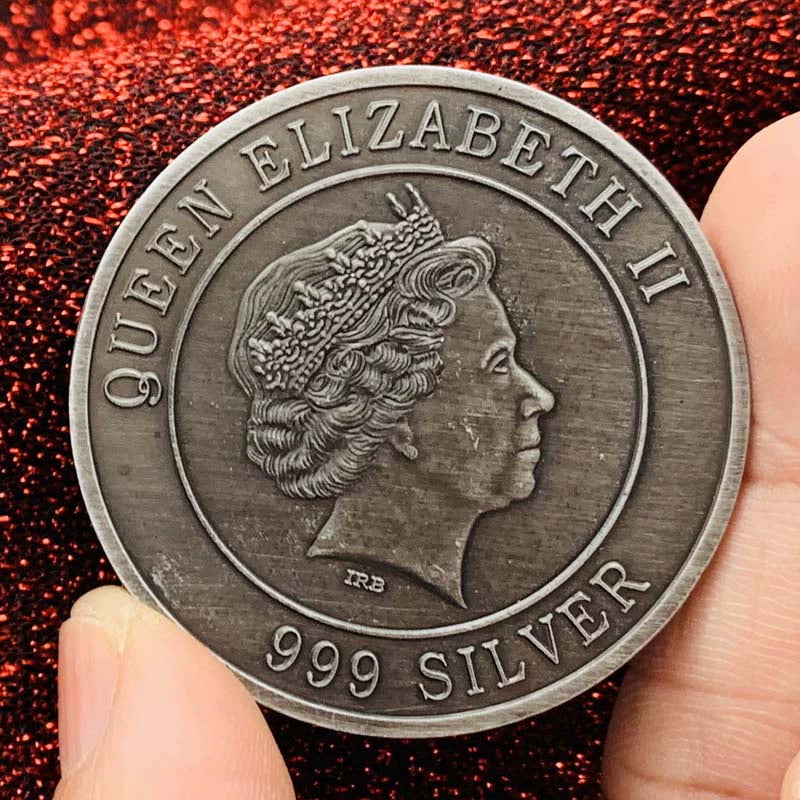 QUEEN ELIZABETH II
IRB
999 SILVER